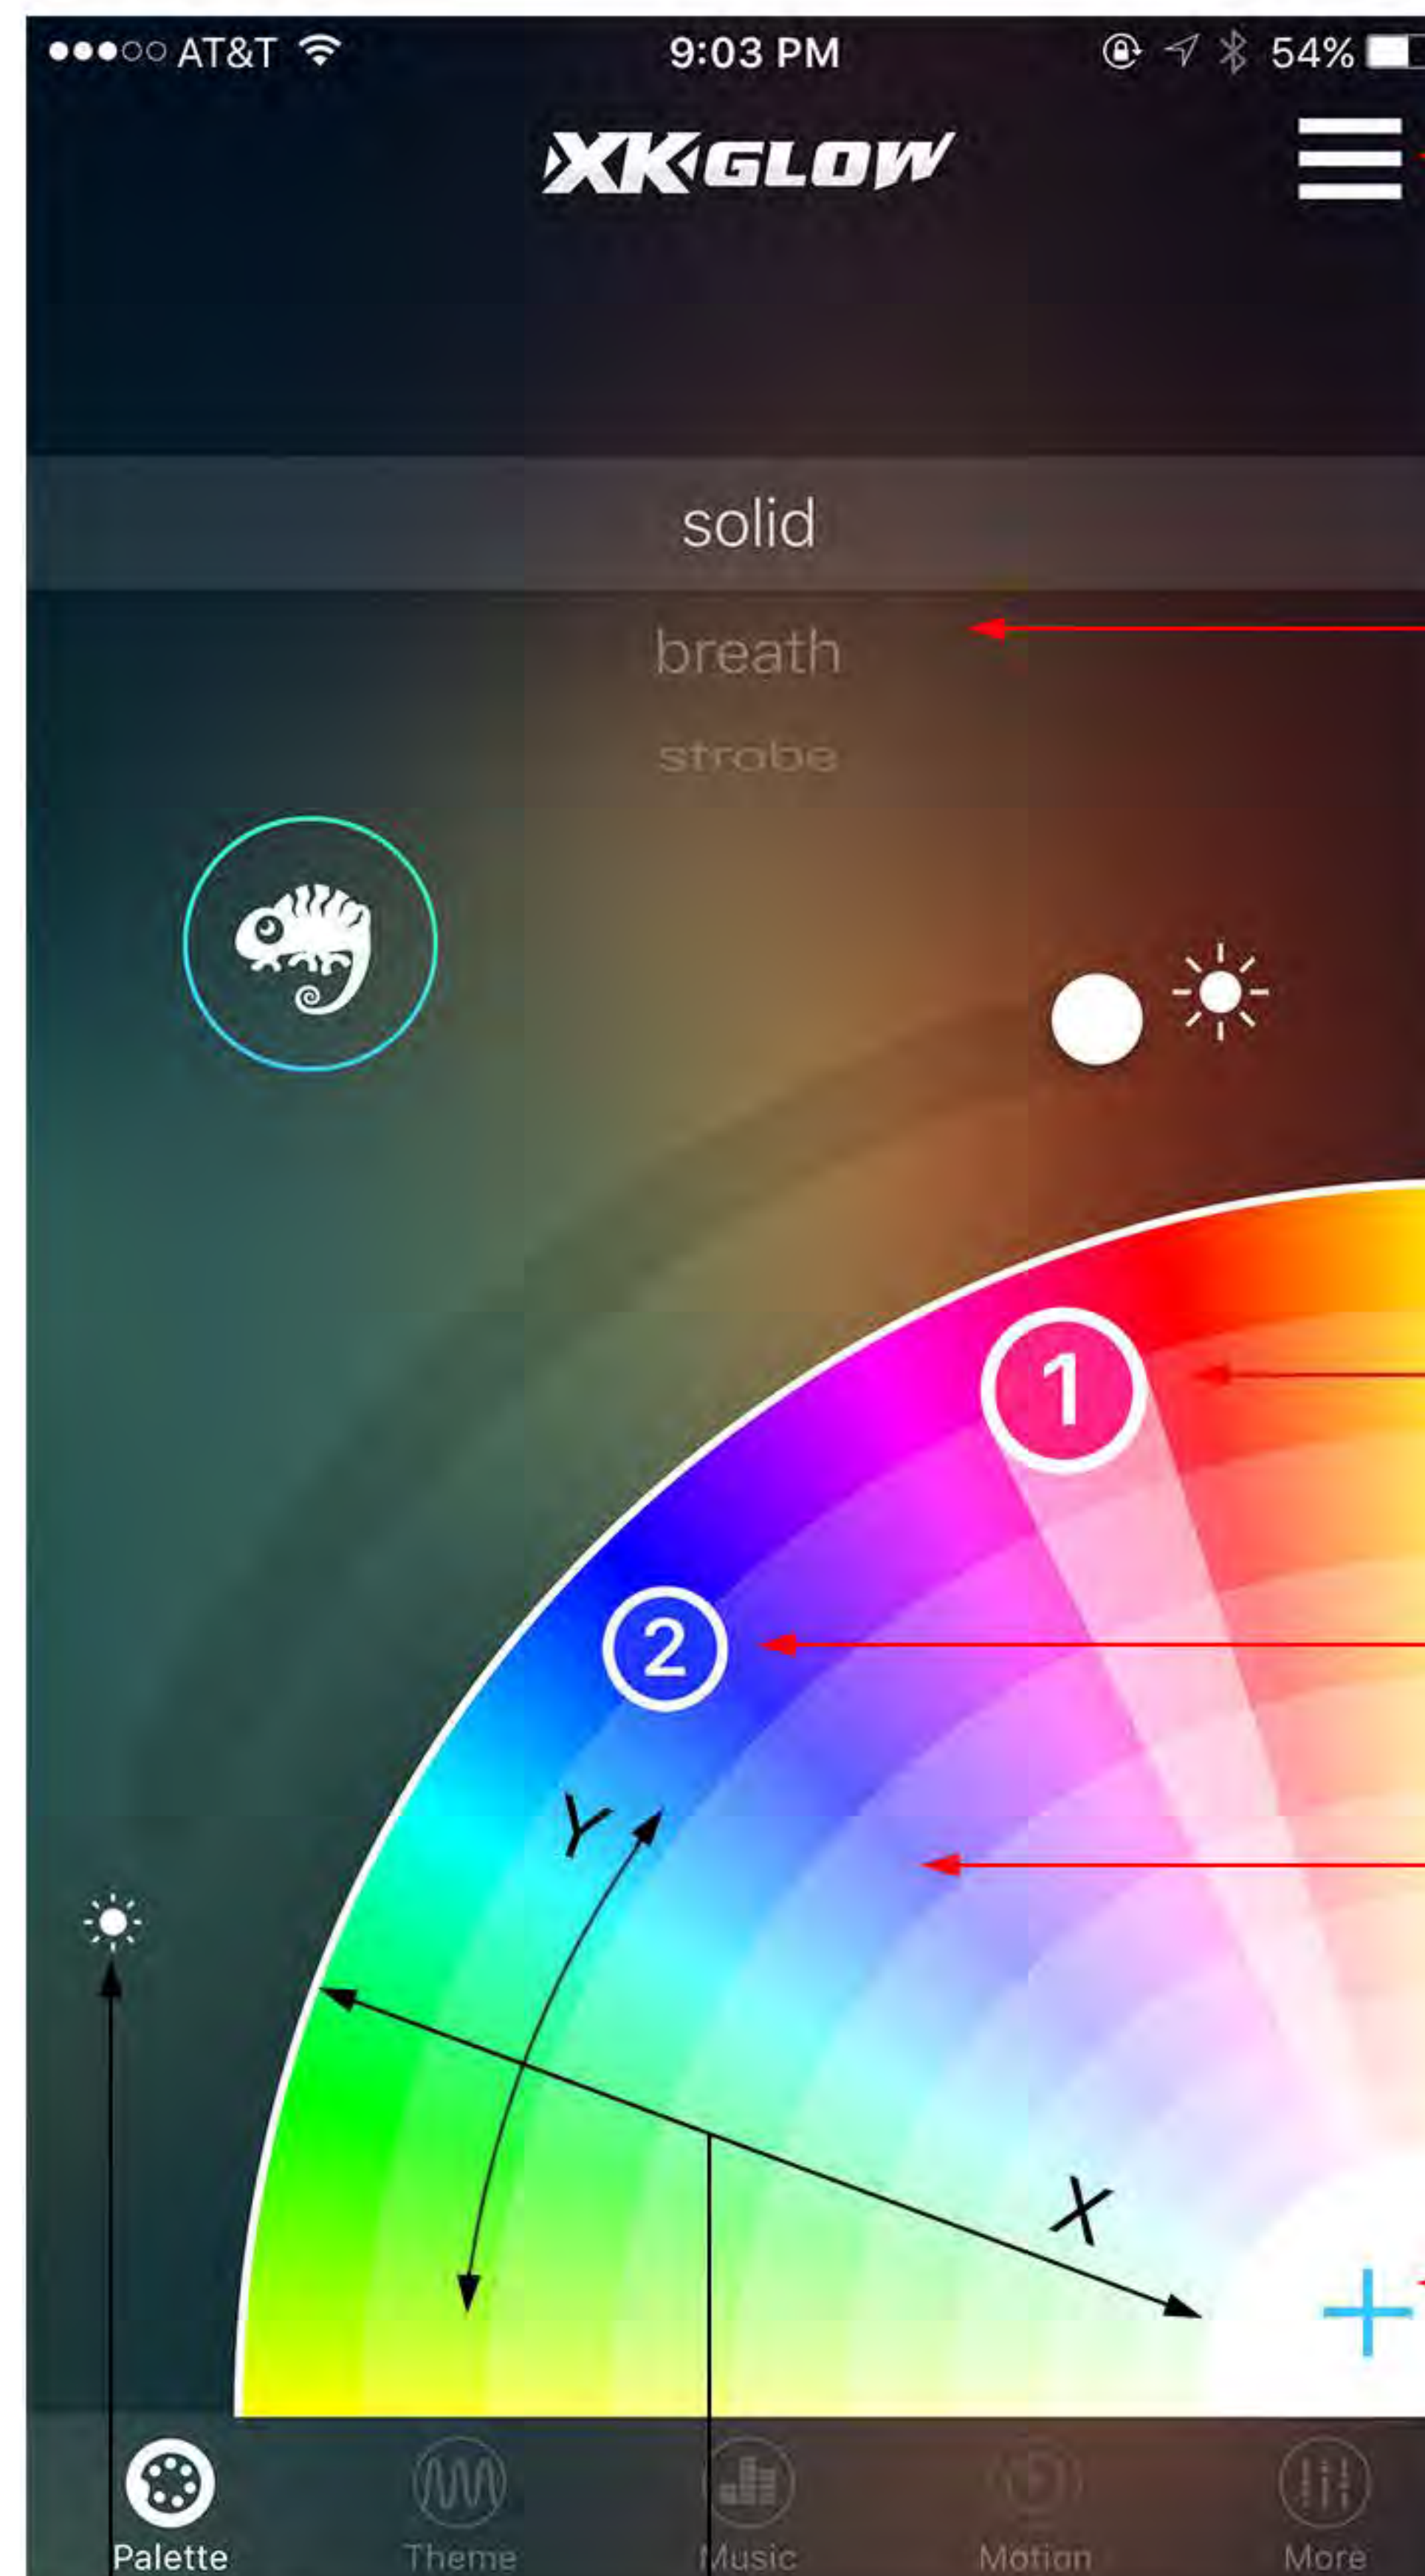 AT&T 9:03 PM 54%
XKGLOW
solid
breath
strobe
1
2
Y
X
Palette Theme Music Motion More